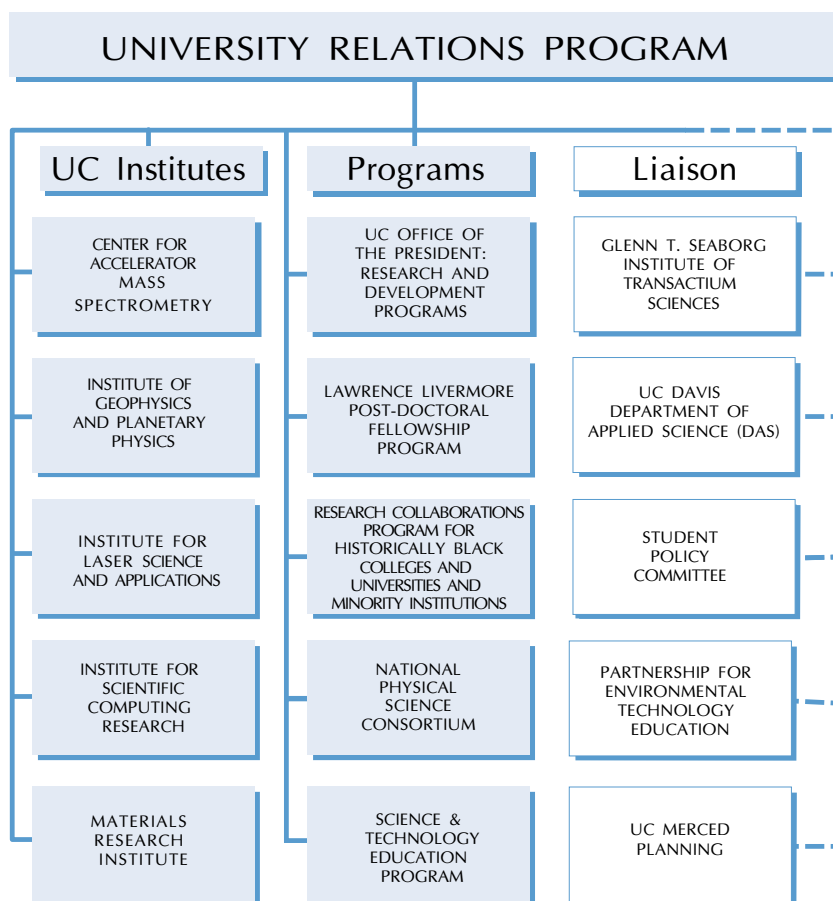 UNIVERSITY RELATIONS PROGRAM
UC Institutes
CENTER FOR
ACCELERATOR
MASS
SPECTROMETRY
INSTITUTE OF
GEOPHYSICS
AND PLANETARY
PHYSICS
INSTITUTE FOR
LASER SCIENCE
AND APPLICATIONS
INSTITUTE FOR
SCIENTIFIC
COMPUTING
RESEARCH
MATERIALS
RESEARCH
INSTITUTE
Programs
UC OFFICE OF
THE PRESIDENT:
RESEARCH AND
DEVELOPMENT
PROGRAMS
LAWRENCE LIVERMORE
POST-DOCTORAL
FELLOWSHIP
PROGRAM
RESEARCH COLLABORATIONS
PROGRAM FOR
HISTORICALLY BLACK
COLLEGES AND
UNIVERSITIES AND
MINORITY INSTITUTIONS
NATIONAL
PHYSICAL
SCIENCE
CONSORTIUM
SCIENCE &
TECHNOLOGY
EDUCATION
PROGRAM
Liaison
GLENN T. SEABORG
INSTITUTE OF
TRANSACTIUM
SCIENCES
UC DAVIS
DEPARTMENT OF
APPLIED SCIENCE (DAS)
STUDENT
POLICY
COMMITTEE
PARTNERSHIP FOR
ENVIRONMENTAL
TECHNOLOGY
EDUCATION
UC MERCED
PLANNING